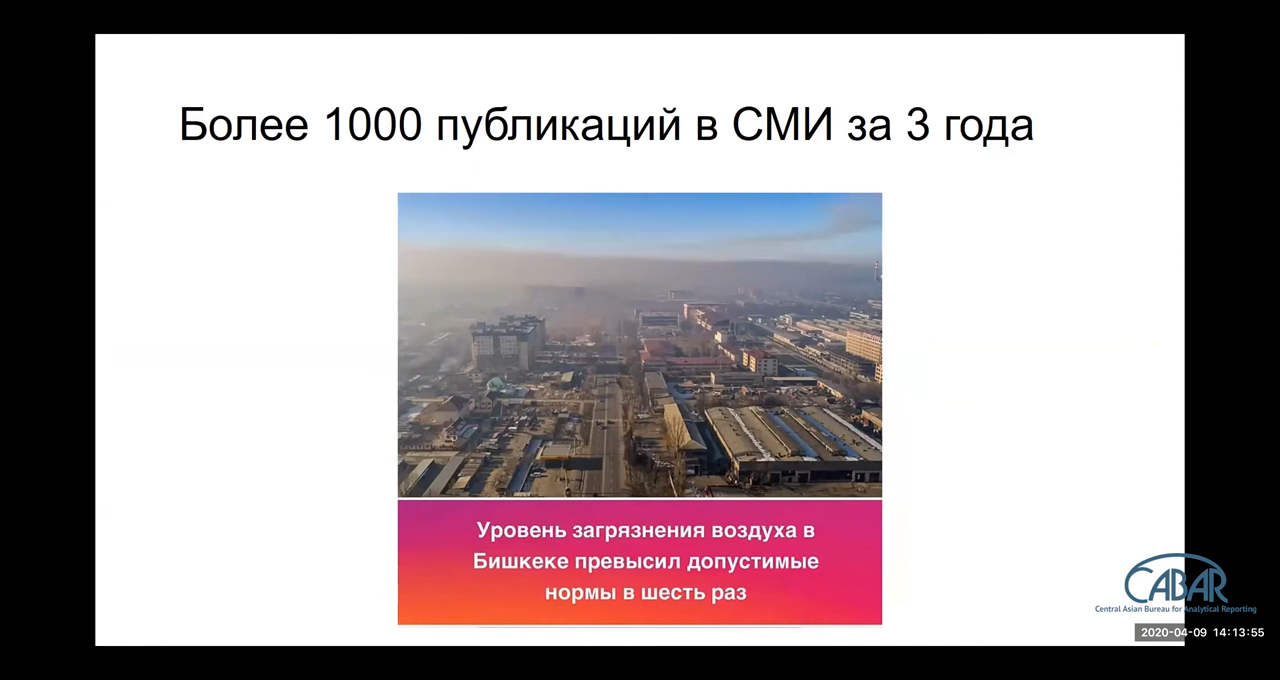 Более 1000 публикаций в СМИ за 3 года
Уровень загрязнения воздуха в
Бишкеке превысил допустимые
нормы в шесть раз
CABAR
Central Asian Bureau for Analytical Reporting
2020-04-09 14:13:55